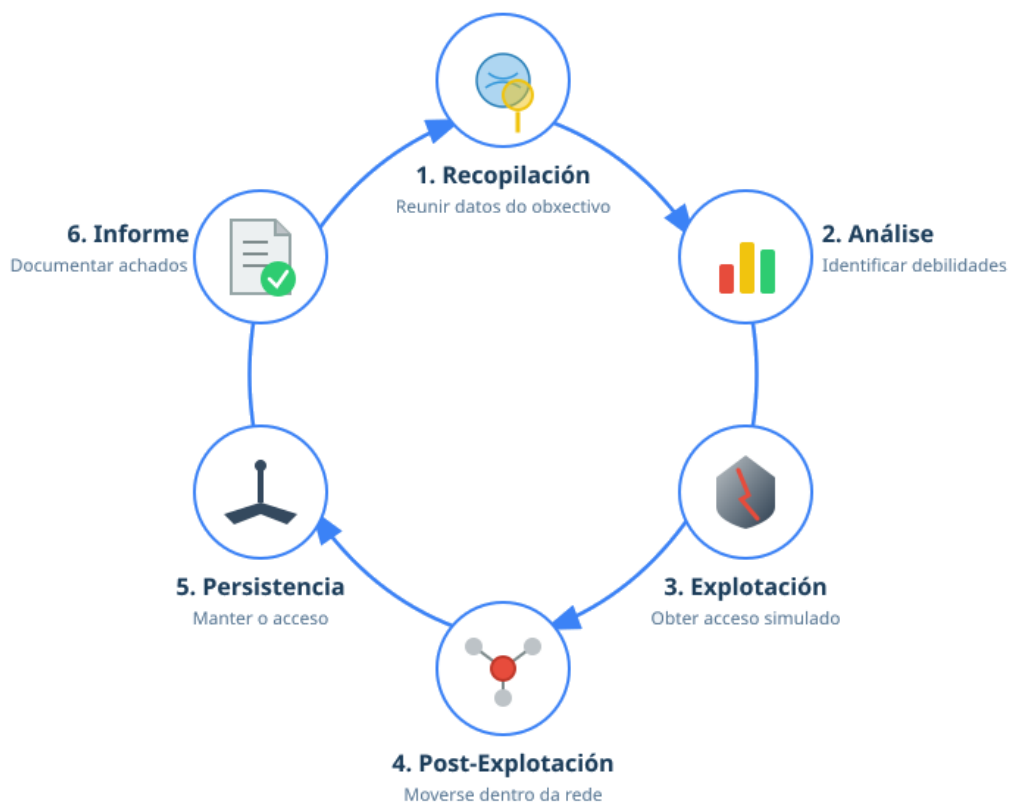 1. Recopilación
Reunir datos do obxectivo
2. Análise
Identificar debilidades
3. Explotación
Obter acceso simulado
4. Post-Explotación
Moverse dentro da rede
5. Persistencia
Manter o acceso
6. Informe
Documentar achados